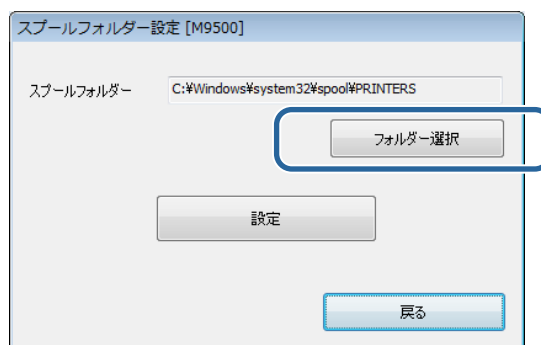 スプールフォルダー設定 [M9500]
スプールフォルダー C:¥Windows¥system32¥spool¥PRINTERS
フォルダー選択
設定
戻る